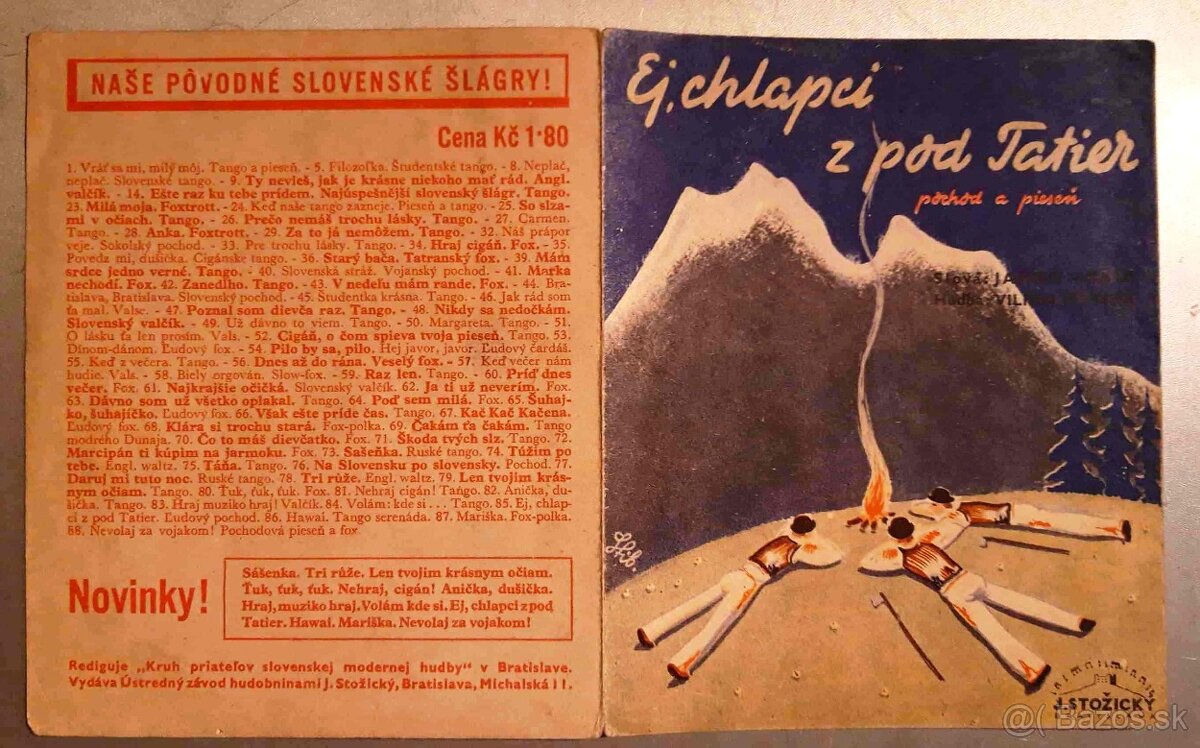 NAŠE PÔVODNÉ SLOVENSKÉ ŠLÁGRY!
Cena Kč 1·80
1. Vráť sa mi, milý môj. Tango a pieseň. - 5. Filozofka. Študentské tango. - 8. Neplač,
neplač. Slovenské tango. - 9. Ty nevieš, jak je krásne niekoho mať rád. Angl.
valčík. - 14. Ešte raz ku tebe prídem. Najúspešnejší slovenský šlágr. Tango.
23. Milá moja. Foxtrott. - 24. Keď naše tango zazneje. Pieseň a tango. - 25. So slza-
mi v očiach. Tango. - 26. Prečo nemáš trochu lásky. Tango. - 27. Carmen.
Tango. - 28. Anka. Foxtrott. - 29. Za to já nemôžem. Tango. - 32. Náš prápor
veje. Sokolský pochod. - 33. Pre trochu lásky. Tango. - 34. Hraj cigáň. Fox. - 35.
Povedz mi, dušička. Cigánske tango. - 36. Starý bača. Tatranský fox. - 39. Mám
srdce jedno verné. Tango. - 40. Slovenská stráž. Vojanský pochod. - 41. Marka
nechodí. Fox. 42. Zanedlho. Tango. - 43. V nedeľu mám rande. Fox. - 44. Bra-
tislava, Bratislava. Slovenský pochod. - 45. Študentka krásna. Tango. - 46. Jak rád som
ťa mal. Valse. - 47. Poznal som dievča raz. Tango. - 48. Nikdy sa nedočkám.
Slovenský valčík. - 49. Už dávno to viem. Tango. - 50. Margareta. Tango. - 51.
O lásku ťa len prosím. Vals. - 52. Cigáň, o čom spieva tvoja pieseň. Tango. 53.
Dínom-dánom. Ľudový fox. - 54. Pilo by sa, pilo. Hej javor, javor. Ľudový čardáš.
55. Keď z večera. Tango. - 56. Dnes až do rána. Veselý fox. - 57. Keď večer nám
hudie. Vals. - 58. Biely orgován. Slow-fox. - 59. Raz len. Tango. - 60. Príď dnes
večer. Fox. 61. Najkrajšie očičká. Slovenský valčík. 62. Ja ti už neverím. Fox.
63. Dávno som už všetko oplakal. Tango. 64. Poď sem milá. Fox. 65. Šuhaj-
ko, šuhajíčko. Ľudový fox. 66. Však ešte príde čas. Tango. 67. Kač Kač Kačena.
Ľudový fox. 68. Klára si trochu stará. Fox-polka. 69. Čakám ťa čakám. Tango
modrého Dunaja. 70. Čo to máš dievčatko. Fox. 71. Škoda tvých slz. Tango. 72.
Marcipán ti kúpim na jarmoku. Fox. 73. Sašeňka. Ruské tango. 74. Túžim po
tebe. Engl. waltz. 75. Táňa. Tango. 76. Na Slovensku po slovensky. Pochod. 77.
Daruj mi tuto noc. Ruské tango. 78. Tri růže. Engl. waltz. 79. Len tvojim krás-
nym očiam. Tango. 80. Ťuk, ťuk, ťuk. Fox. 81. Nehraj cigán! Tango. 82. Anička, du-
šička. Tango. 83. Hraj muziko hraj! Valčík. 84. Volám: kde si . . . Tango. 85. Ej, chlap-
ci z pod Tatier. Ľudový pochod. 86. Hawai. Tango serenáda. 87. Mariška. Fox-polka.
88. Nevolaj za vojakom! Pochodová pieseň a fox
Novinky!
Sášenka. Tri růže. Len tvojim krásnym očiam.
Ťuk, ťuk, ťuk. Nehraj, cigán! Anička, dušička.
Hraj, muziko hraj. Volám kde si. Ej, chlapci z pod
Tatier. Hawai. Mariška. Nevolaj za vojakom!
Rediguje „Kruh priateľov slovenskej modernej hudby" v Bratislave.
Vydáva Ústredný závod hudobninami J. Stožický, Bratislava, Michalská 11.
Ej, chlapci
z pod Tatier
pochod a pieseň
Slová:
Hudba:
J. STOŽICKÝ
@( Bazos.sk